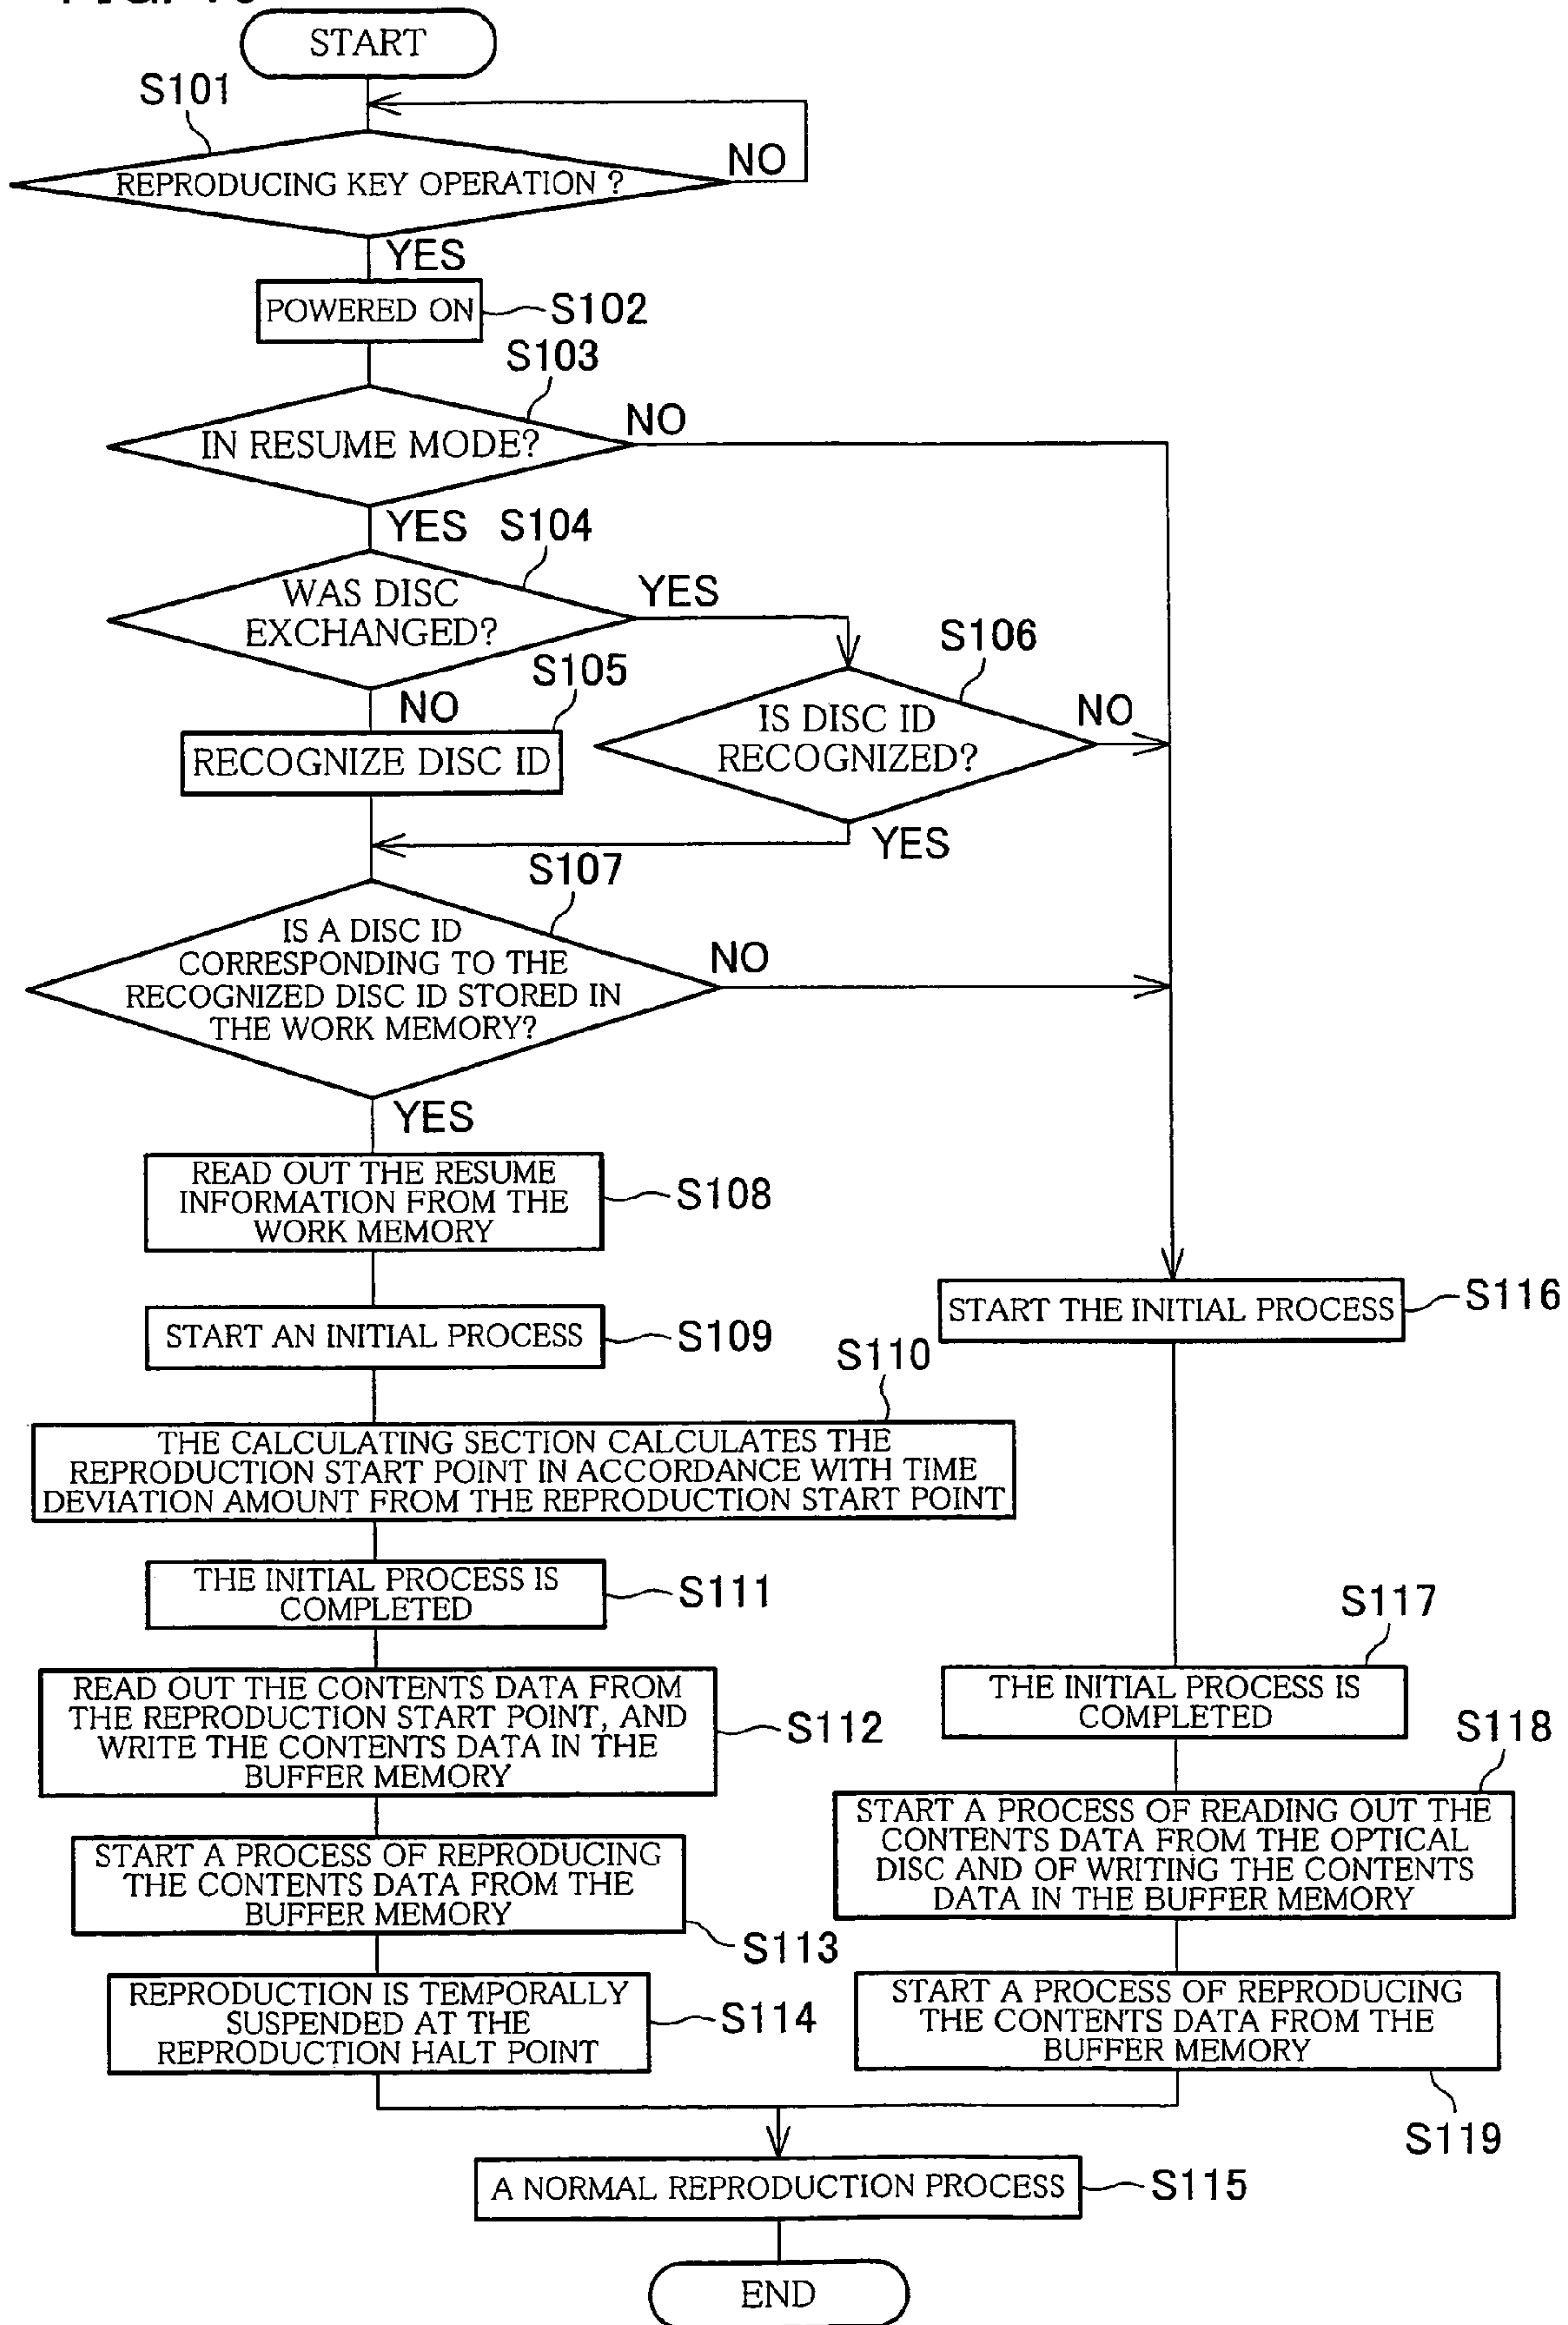 START
S101
REPRODUCING KEY OPERATION ?
NO
YES
POWERED ON
S102
S103
IN RESUME MODE?
NO
YES
S104
WAS DISC
EXCHANGED?
YES
S106
NO
S105
IS DISC ID
RECOGNIZED?
NO
RECOGNIZE DISC ID
YES
S107
IS A DISC ID
CORRESPONDING TO THE
RECOGNIZED DISC ID STORED IN
THE WORK MEMORY?
NO
YES
READ OUT THE RESUME
INFORMATION FROM THE
WORK MEMORY
S108
START THE INITIAL PROCESS
S116
START AN INITIAL PROCESS
S109
S110
THE CALCULATING SECTION CALCULATES THE
REPRODUCTION START POINT IN ACCORDANCE WITH TIME
DEVIATION AMOUNT FROM THE REPRODUCTION START POINT
THE INITIAL PROCESS IS
COMPLETED
S111
S117
THE INITIAL PROCESS IS
COMPLETED
READ OUT THE CONTENTS DATA FROM
THE REPRODUCTION START POINT, AND
WRITE THE CONTENTS DATA IN THE
BUFFER MEMORY
S112
S118
START A PROCESS OF READING OUT THE
CONTENTS DATA FROM THE OPTICAL
DISC AND OF WRITING THE CONTENTS
DATA IN THE BUFFER MEMORY
START A PROCESS OF REPRODUCING
THE CONTENTS DATA FROM THE
BUFFER MEMORY
S113
REPRODUCTION IS TEMPORALLY
SUSPENDED AT THE
REPRODUCTION HALT POINT
S114
START A PROCESS OF REPRODUCING
THE CONTENTS DATA FROM THE
BUFFER MEMORY
S119
A NORMAL REPRODUCTION PROCESS
S115
END